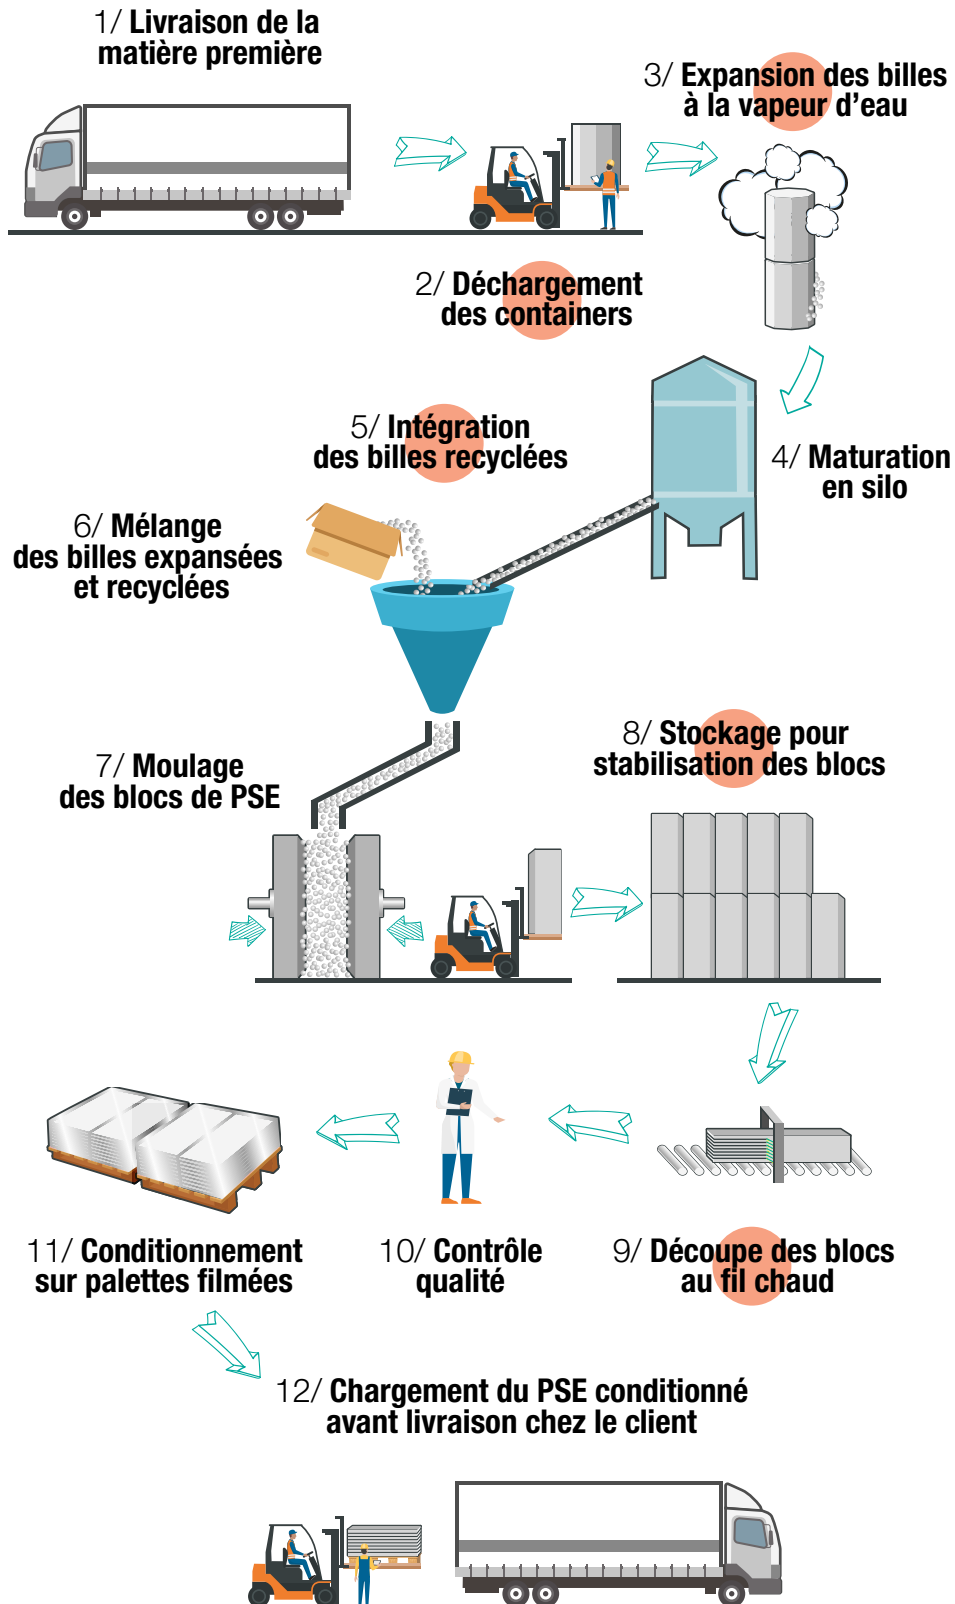 1/ Livraison de la
matière première
2/ Déchargement
des containers
3/ Expansion des billes
à la vapeur d’eau
4/ Maturation
en silo
5/ Intégration
des billes recyclées
6/ Mélange
des billes expansées
et recyclées
7/ Moulage
des blocs de PSE
8/ Stockage pour
stabilisation des blocs
9/ Découpe des blocs
au fil chaud
10/ Contrôle
qualité
11/ Conditionnement
sur palettes filmées
12/ Chargement du PSE conditionné
avant livraison chez le client